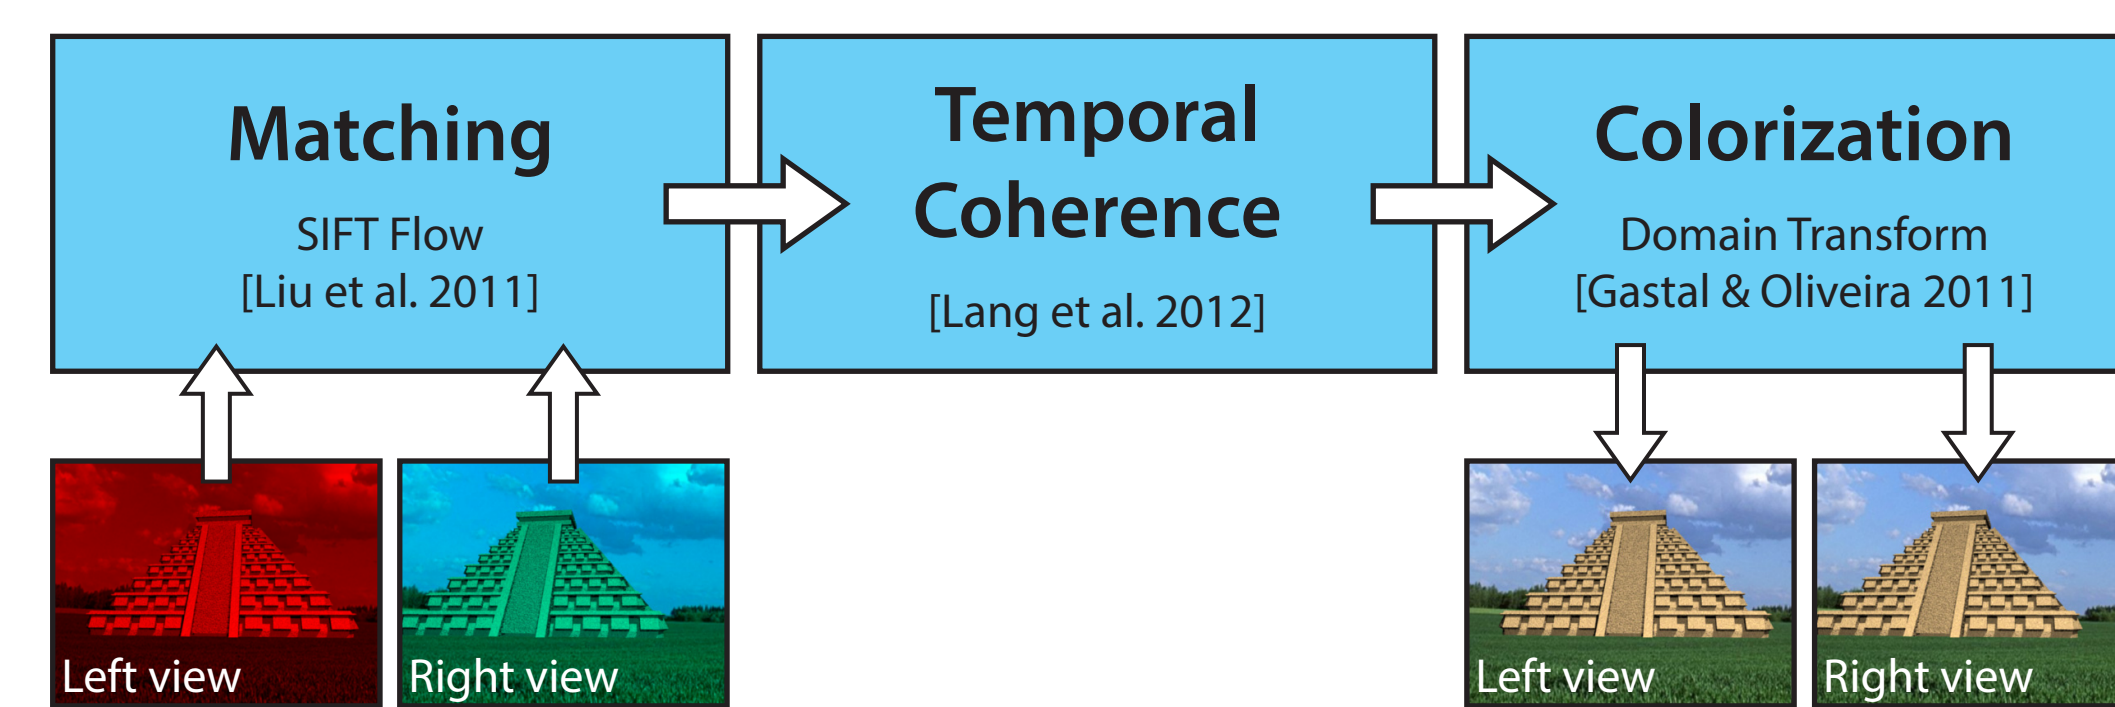 Matching
SIFT Flow
[Liu et al. 2011]
Temporal
Coherence
[Lang et al. 2012]
Colorization
Domain Transform
[Gastal & Oliveira 2011]
Left view
Right view
Left view
Right view